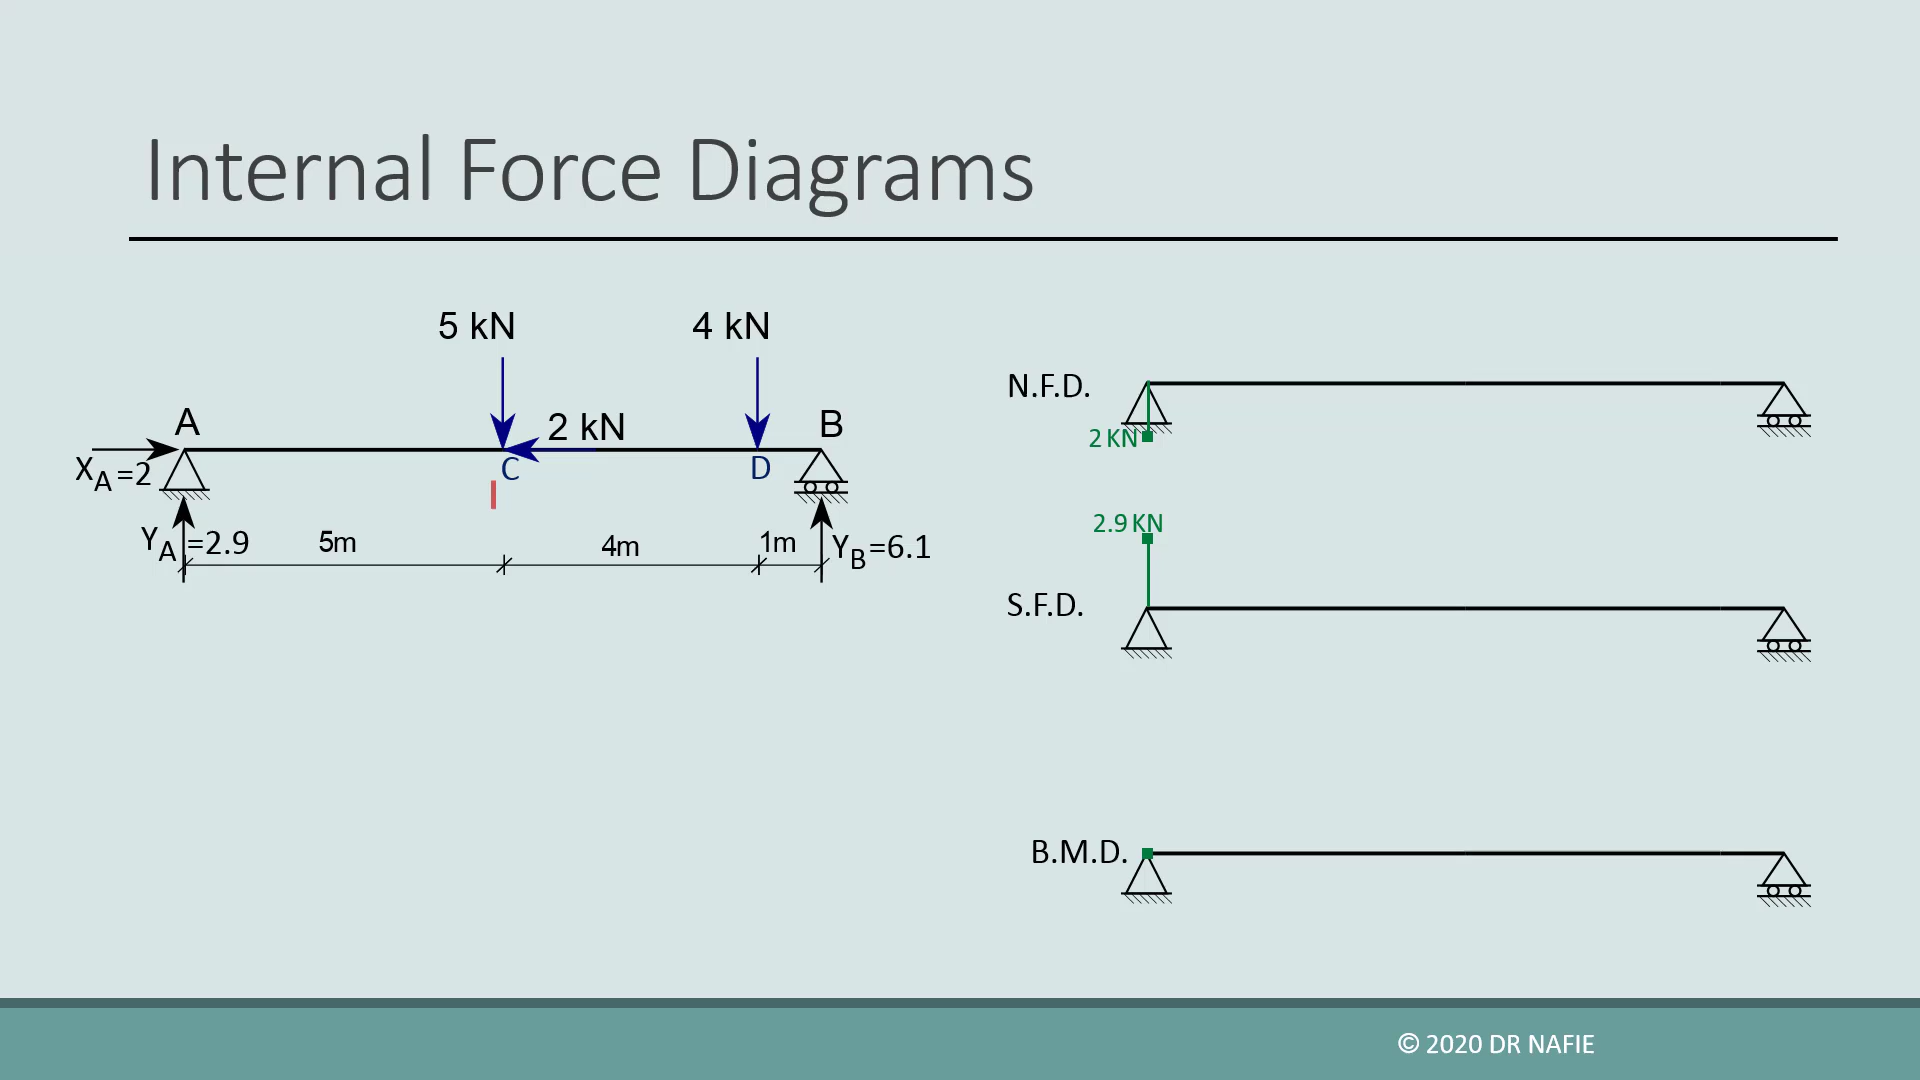 Internal Force Diagrams
5 kN
4 kN
A
2 kN
B
XA=2
C
D
YA=2.9
5m
4m
1m
YB=6.1
N.F.D.
2 KN
2.9 KN
S.F.D.
B.M.D.
© 2020 DR NAFIE